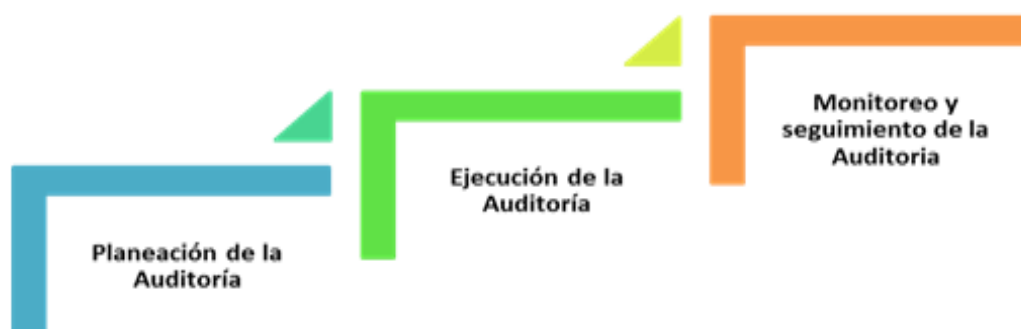 Planeación de la
Auditoría
Ejecución de la
Auditoría
Monitoreo y
seguimiento de la
Auditoria